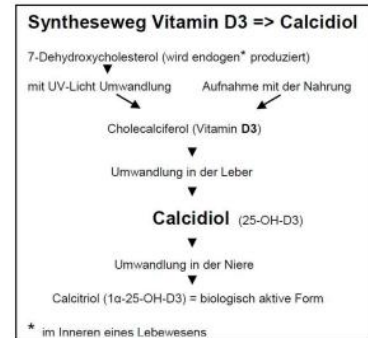 Syntheseweg Vitamin D3 => Calcidiol
7-Dehydroxycholesterol (wird endogen* produziert)
mit UV-Licht Umwandlung Aufnahme mit der Nahrung
Cholecalciferol (Vitamin D3)
Umwandlung in der Leber
Calcidiol (25-OH-D3)
Umwandlung in der Niere
Calcitriol (1α-25-OH-D3) = biologisch aktive Form
* im Inneren eines Lebewesens